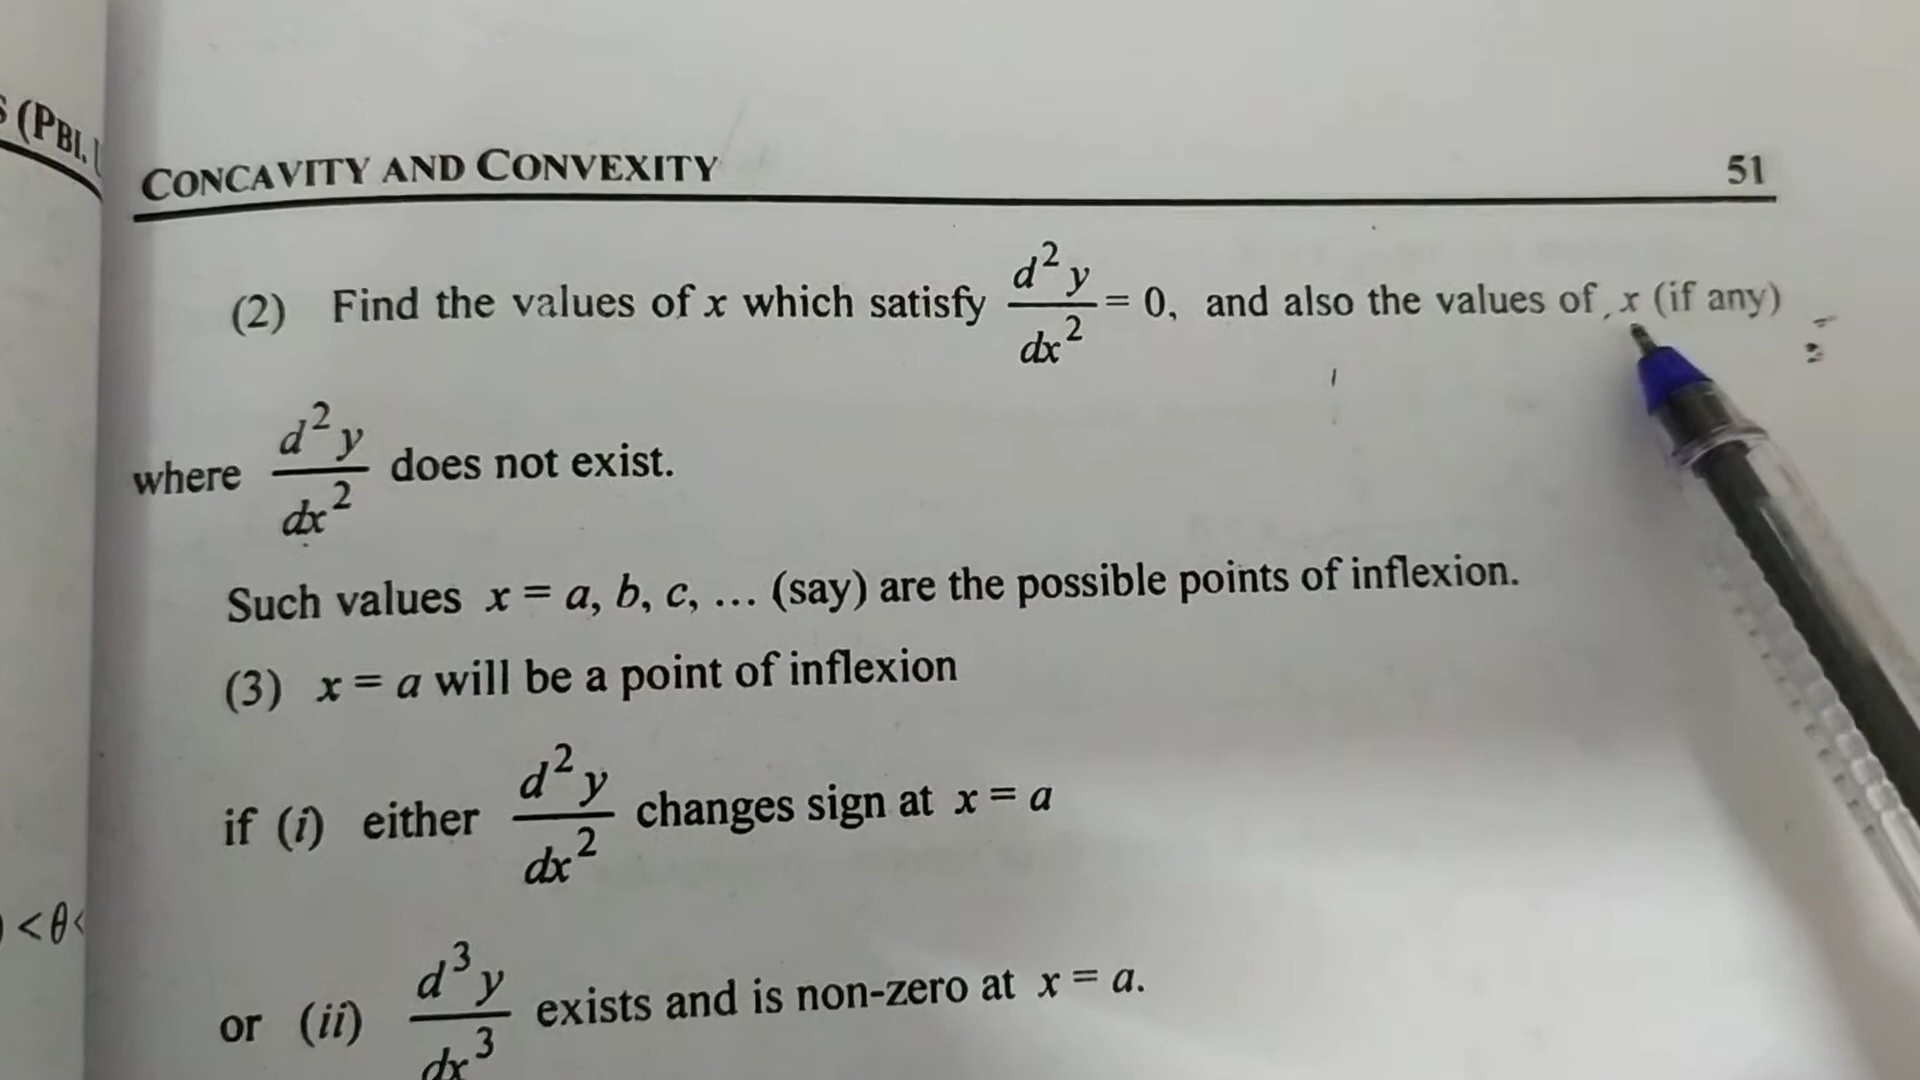 S (PBI.
CONCAVITY AND CONVEXITY 51
(2) Find the values of x which satisfy d²y/dx² = 0, and also the values of x (if any)
where d²y/dx² does not exist.
Such values x = a, b, c, ... (say) are the possible points of inflexion.
(3) x = a will be a point of inflexion
if (i) either d²y/dx² changes sign at x = a
< θ <
or (ii) d³y/dx³ exists and is non-zero at x = a.